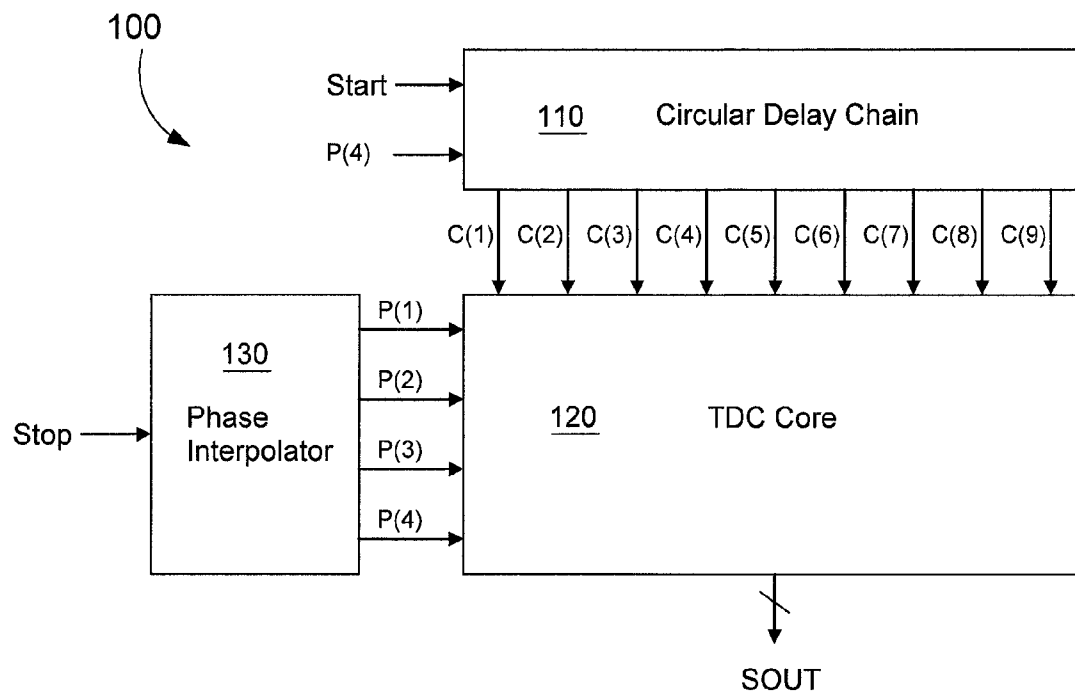 100
Start
110 Circular Delay Chain
P(4)
C(1) C(2) C(3) C(4) C(5) C(6) C(7) C(8) C(9)
P(1)
130
P(2)
Phase
Interpolator
120 TDC Core
Stop
P(3)
P(4)
SOUT